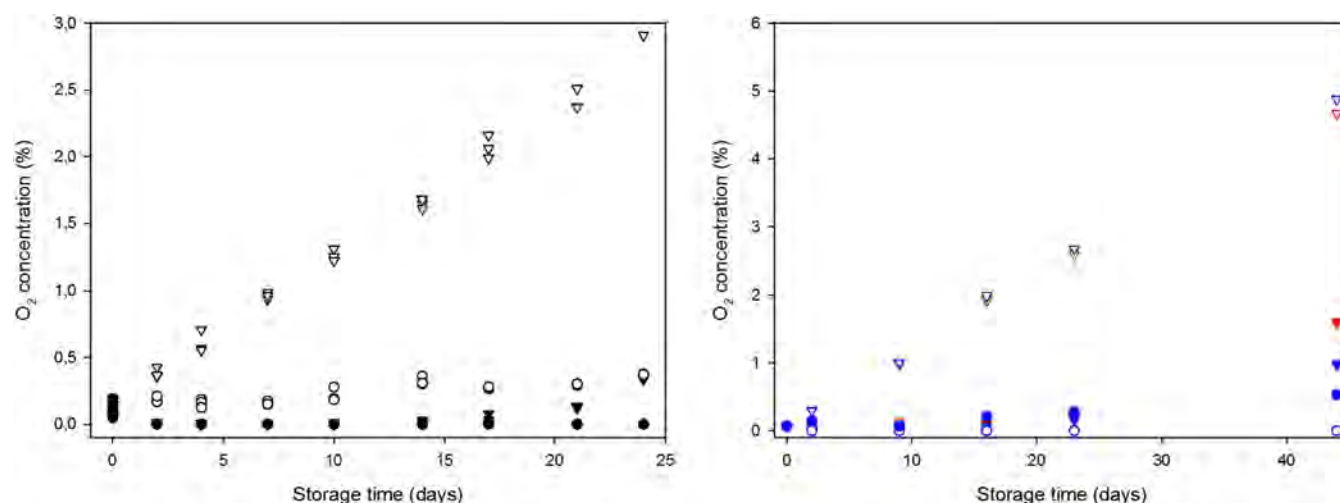 3,0
2,5
2,0
1,5
1,0
0,5
0,0
O₂ concentration (%)
0 5 10 15 20 25
Storage time (days)
6
5
4
3
2
1
0
O₂ concentration (%)
0 10 20 30 40
Storage time (days)